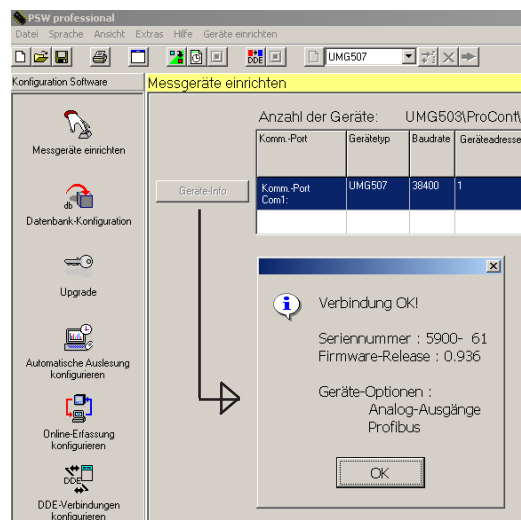 PSW professional
Datei Sprache Ansicht Extras Hilfe Geräte einrichten
DDE UMG507
Konfiguration Software
Messgeräte einrichten
Messgeräte einrichten
db
Datenbank-Konfiguration
Upgrade
Automatische Auslesung
konfigurieren
Online-Erfassung
konfigurieren
DDE
DDE-Verbindungen
konfigurieren
Anzahl der Geräte: UMG503\ProCont\
Komm.-Port Gerätetyp Baudrate Geräteadresse
Geräte-Info
Komm.-Port UMG507 38400 1
Com1:
Verbindung OK!
Seriennummer : 5900- 61
Firmware-Release : 0.936
Geräte-Optionen :
Analog-Ausgänge
Profibus
OK